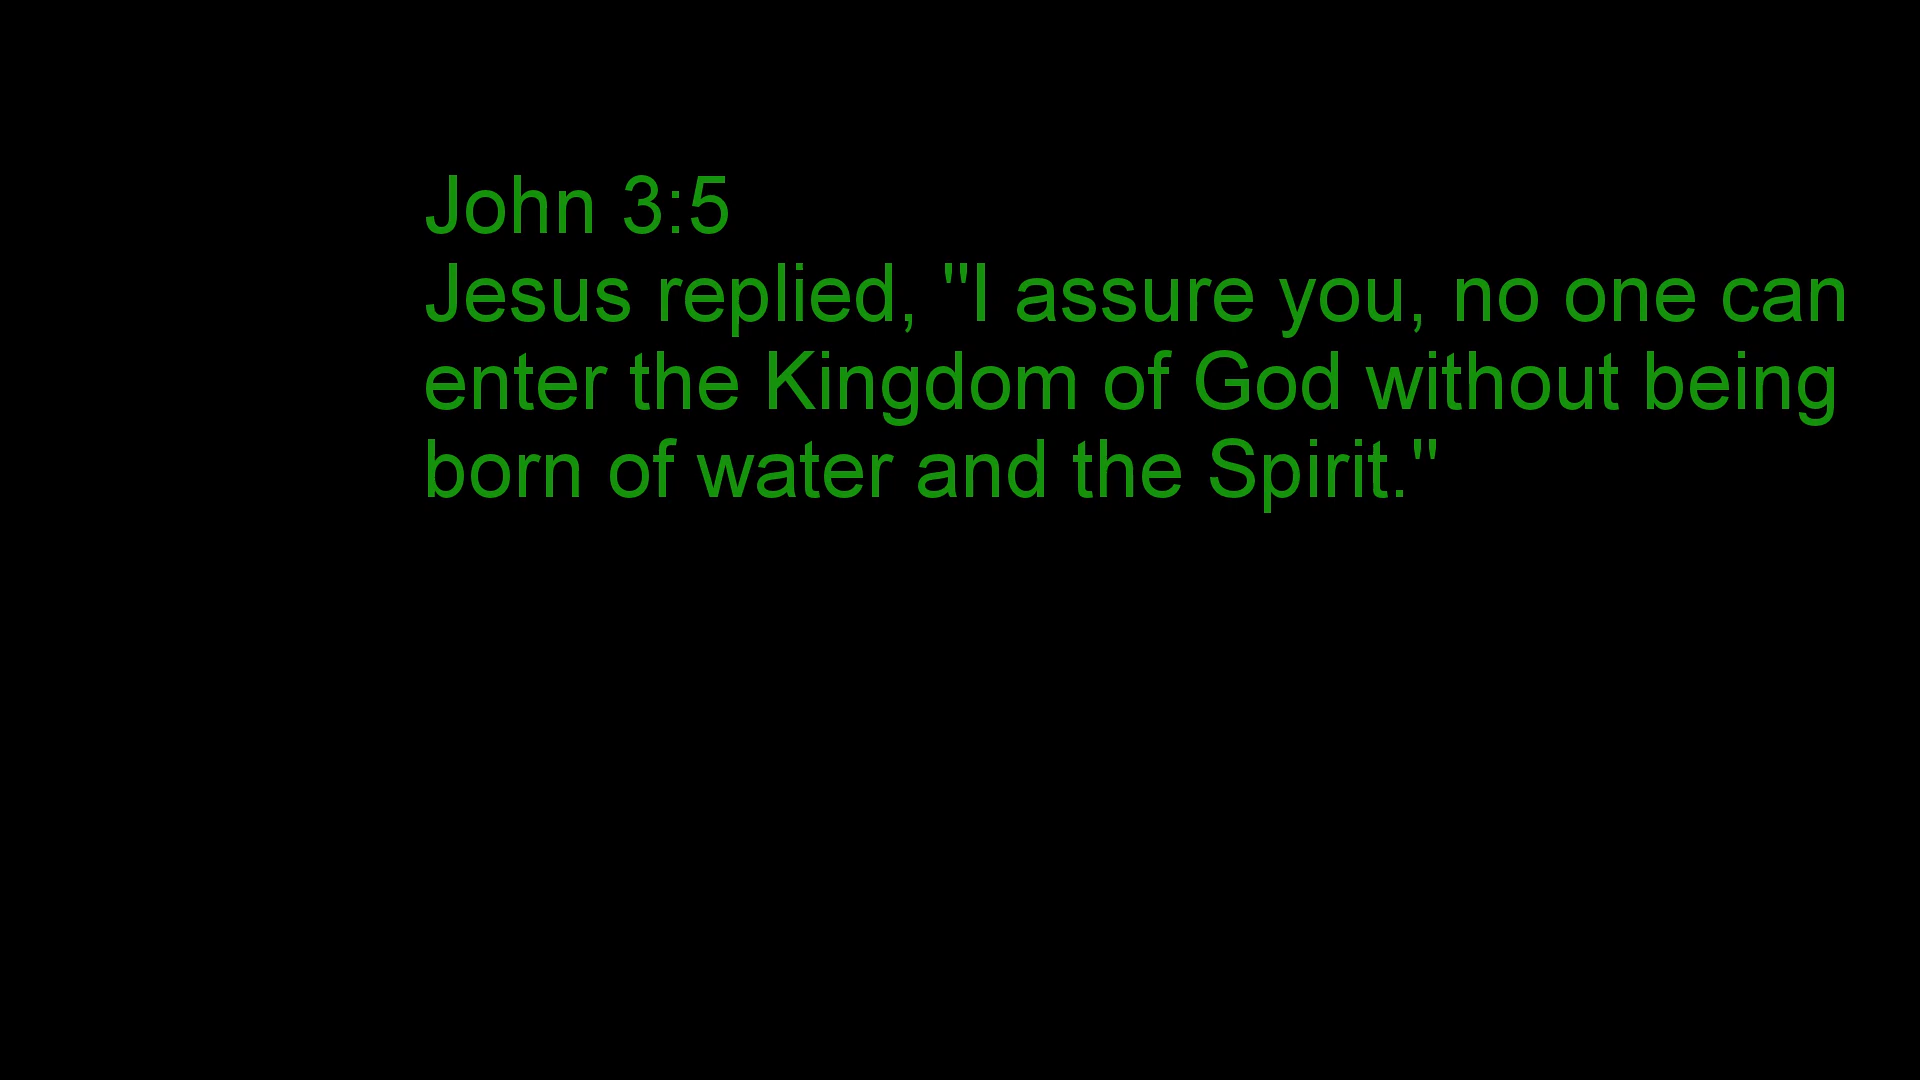 John 3:5
Jesus replied, "I assure you, no one can
enter the Kingdom of God without being
born of water and the Spirit."